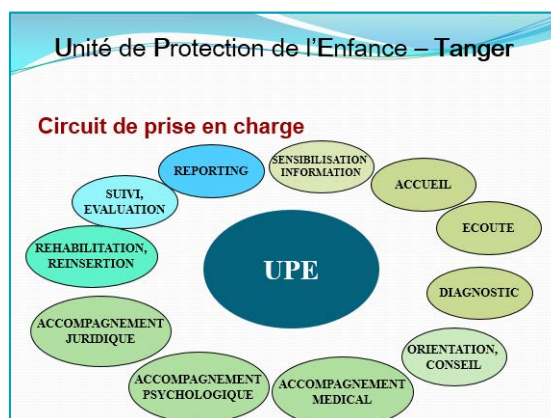 Unité de Protection de l'Enfance – Tanger
Circuit de prise en charge
SENSIBILISATION
INFORMATION
ACCUEIL
ECOUTE
DIAGNOSTIC
ORIENTATION,
CONSEIL
ACCOMPAGNEMENT
MEDICAL
ACCOMPAGNEMENT
PSYCHOLOGIQUE
ACCOMPAGNEMENT
JURIDIQUE
REHABILITATION,
REINSERTION
SUIVI,
EVALUATION
REPORTING
UPE